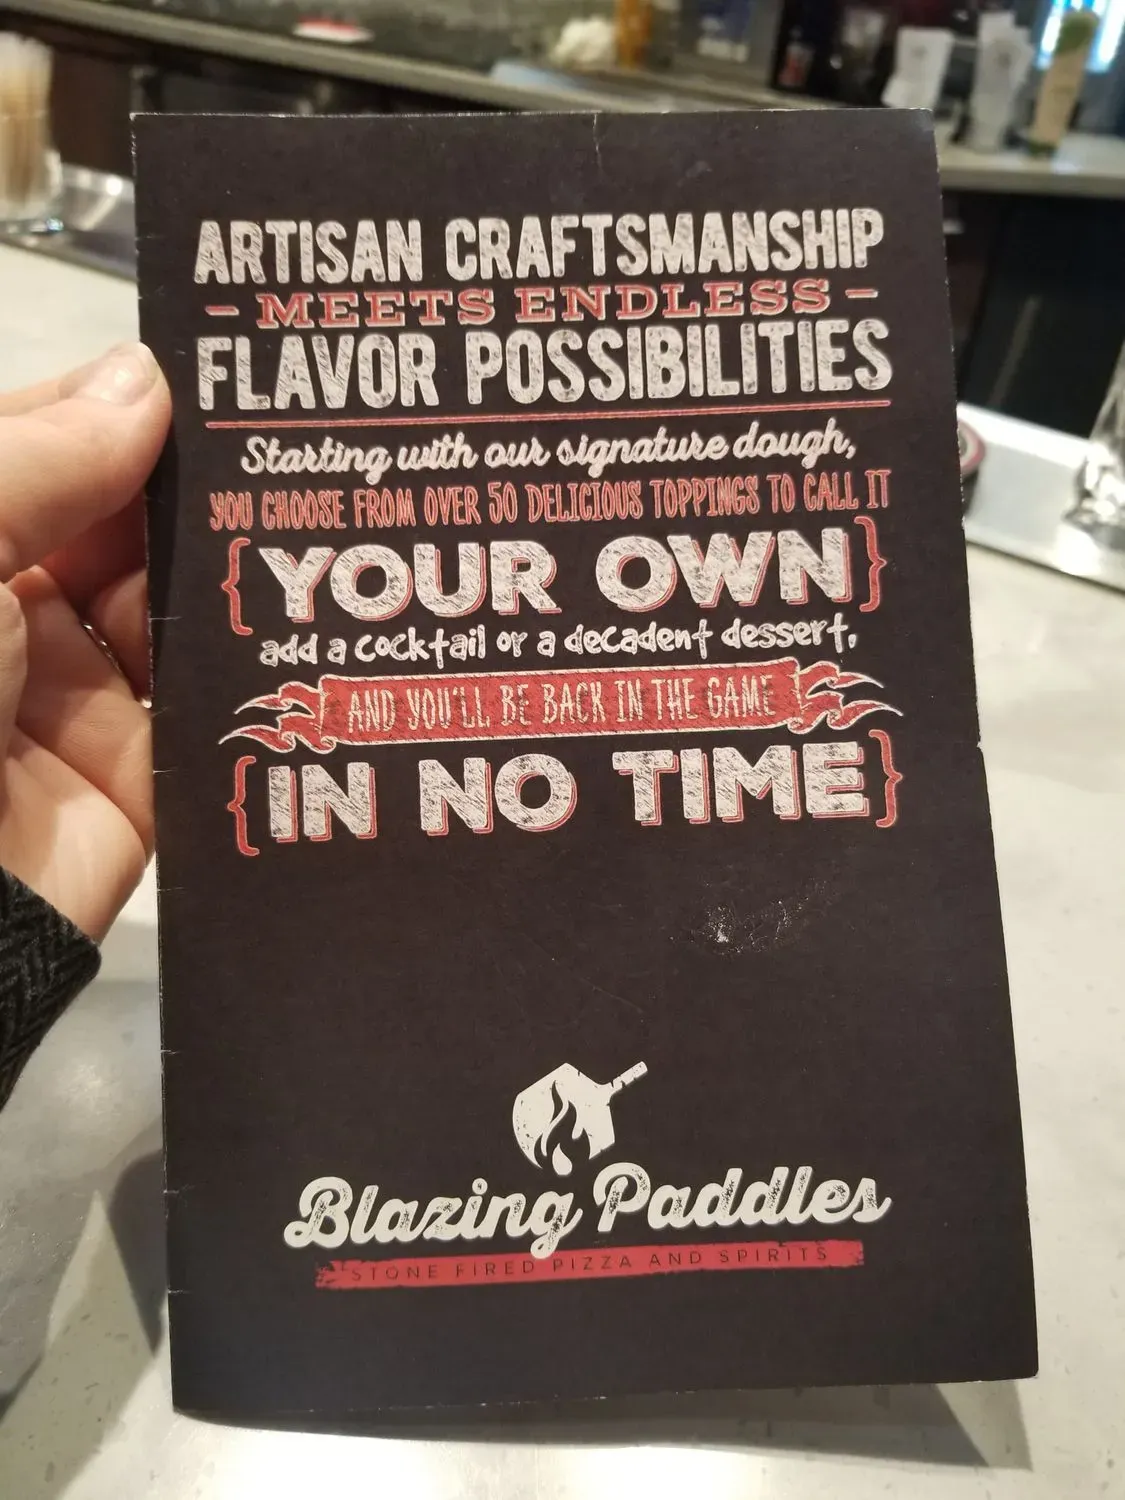 ARTISAN CRAFTSMANSHIP
- MEETS ENDLESS -
FLAVOR POSSIBILITIES
Starting with our signature dough,
YOU CHOOSE FROM OVER 50 DELICIOUS TOPPINGS TO CALL IT
{YOUR OWN}
add a cocktail or a decadent dessert,
AND YOU'LL BE BACK IN THE GAME
{IN NO TIME}
Blazing Paddles
STONE FIRED PIZZA AND SPIRITS